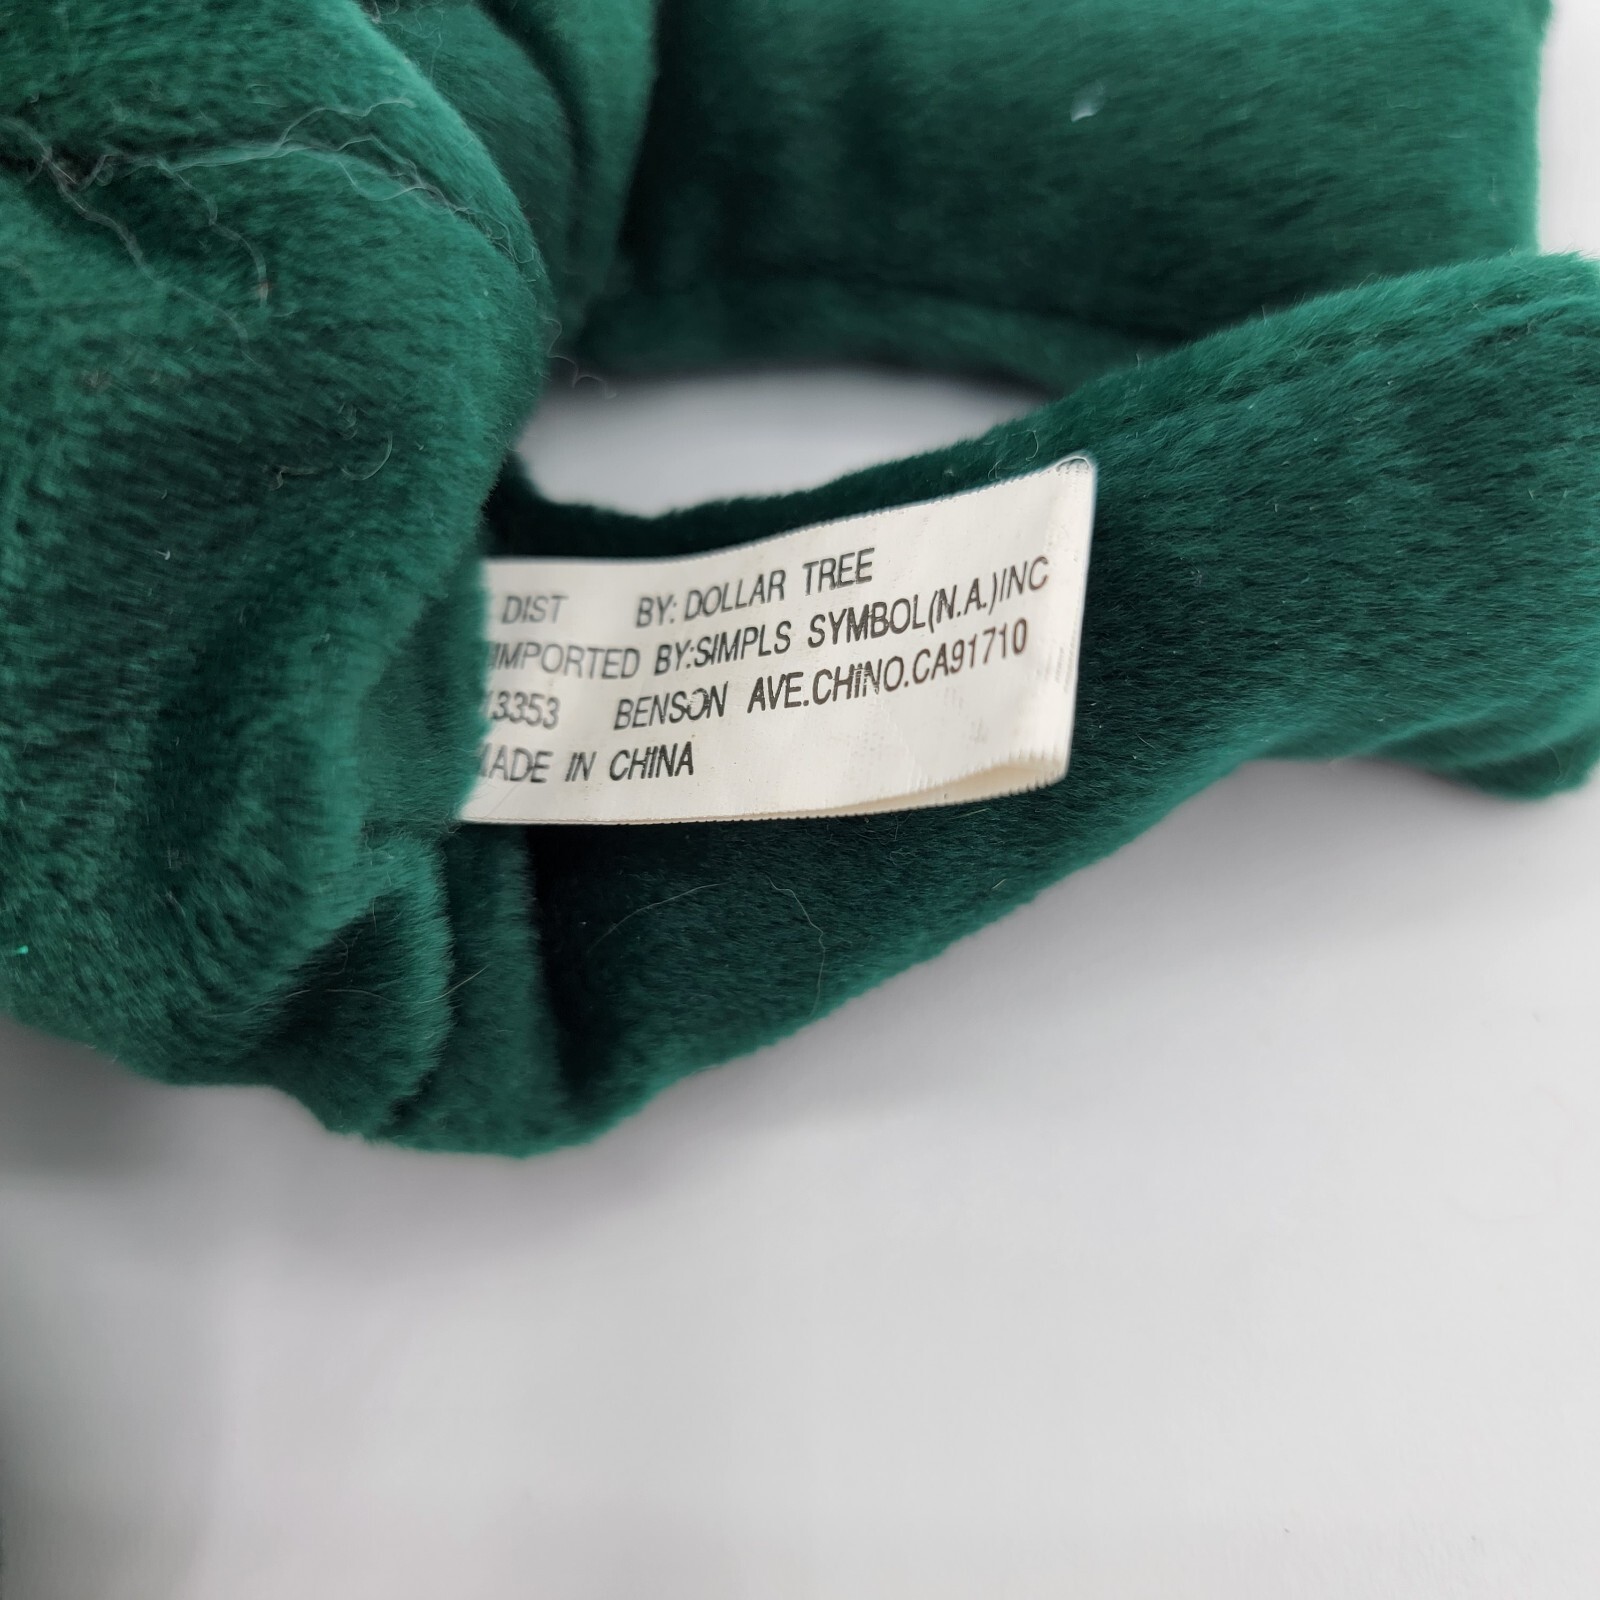 DIST BY: DOLLAR TREE
IMPORTED BY:SIMPLS SYMBOL(N.A.)INC
13353 BENSON AVE.CHINO.CA91710
MADE IN CHINA